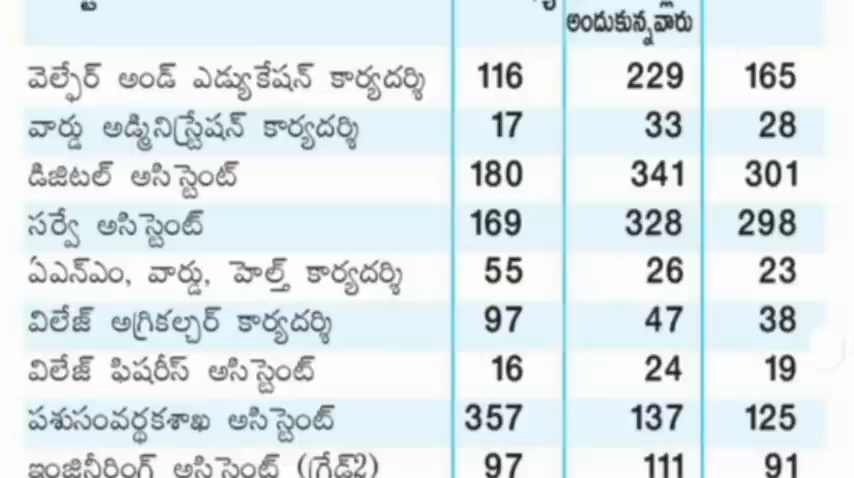 అందుకున్నవారు
వెల్ఫేర్ అండ్ ఎడ్యుకేషన్ కార్యదర్శి 116 229 165
వార్డు అడ్మినిస్ట్రేషన్ కార్యదర్శి 17 33 28
డిజిటల్ అసిస్టెంట్ 180 341 301
సర్వే అసిస్టెంట్ 169 328 298
ఏఎన్ఎం, వార్డు, హెల్త్ కార్యదర్శి 55 26 23
విలేజ్ అగ్రికల్చర్ కార్యదర్శి 97 47 38
విలేజ్ ఫిషరీస్ అసిస్టెంట్ 16 24 19
పశుసంవర్థకశాఖ అసిస్టెంట్ 357 137 125
ఇంజినీరింగ్ అసిస్టెంట్ (గ్రేడ్2) 97 111 91